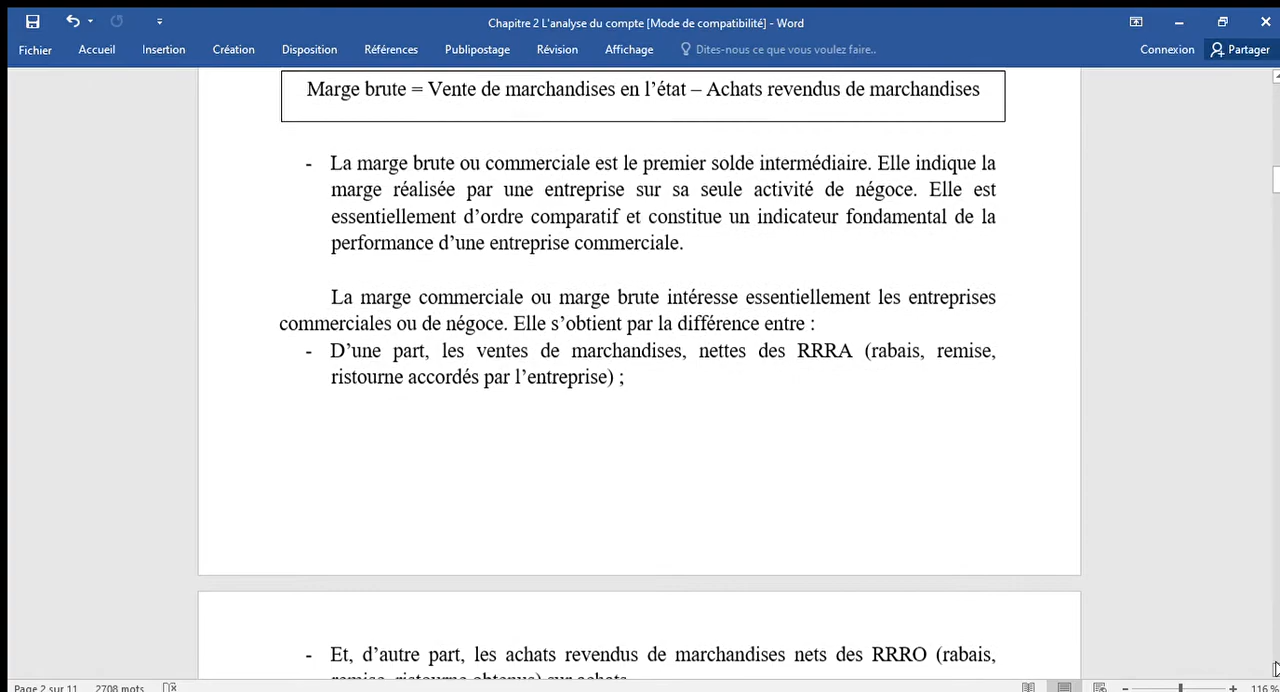 Chapitre 2 L'analyse du compte [Mode de compatibilité] - Word
Fichier Accueil Insertion Création Disposition Références Publipostage Révision Affichage Dites-nous ce que vous voulez faire.. Connexion Partager
Marge brute = Vente de marchandises en l’état – Achats revendus de marchandises
- La marge brute ou commerciale est le premier solde intermédiaire. Elle indique la
marge réalisée par une entreprise sur sa seule activité de négoce. Elle est
essentiellement d’ordre comparatif et constitue un indicateur fondamental de la
performance d’une entreprise commerciale.
La marge commerciale ou marge brute intéresse essentiellement les entreprises
commerciales ou de négoce. Elle s’obtient par la différence entre :
- D’une part, les ventes de marchandises, nettes des RRRA (rabais, remise,
ristourne accordés par l’entreprise) ;
- Et, d’autre part, les achats revendus de marchandises nets des RRRO (rabais,
remise, ristourne obtenus) sur achats
Page 2 sur 11 2708 mots 116 %